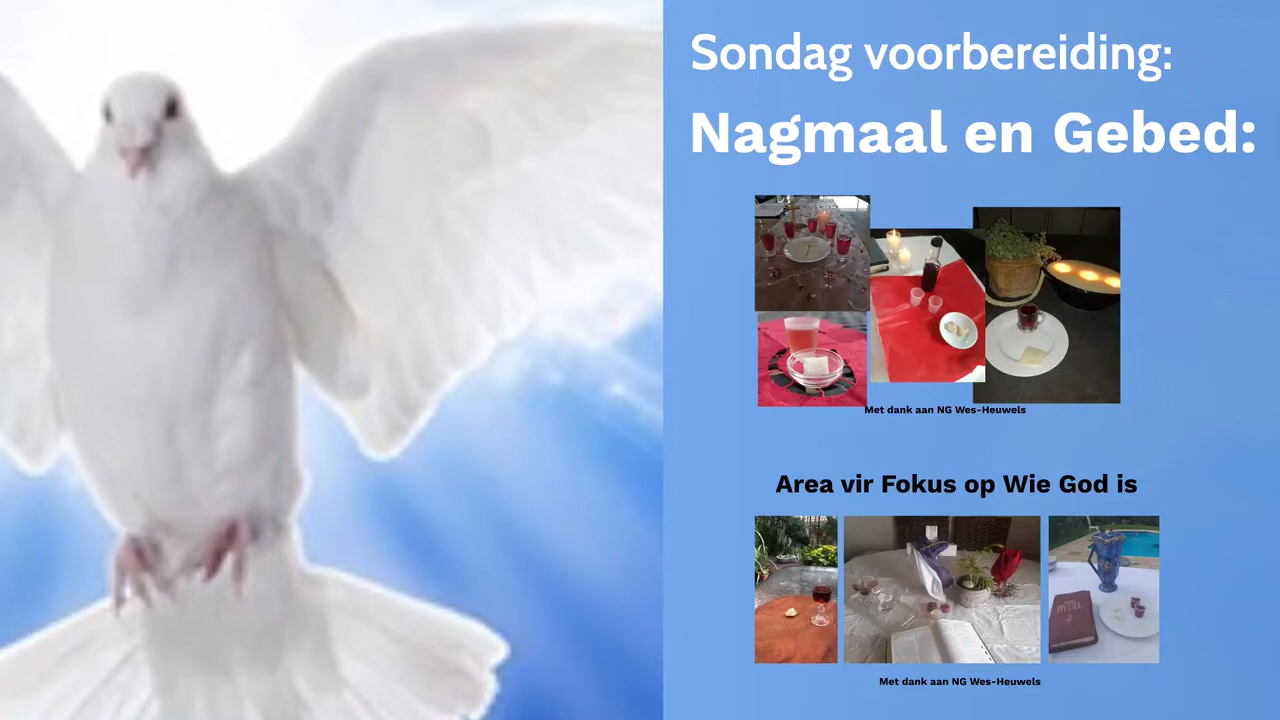 Sondag voorbereiding:
Nagmaal en Gebed:
Met dank aan NG Wes-Heuwels
Area vir Fokus op Wie God is
BYBEL
Met dank aan NG Wes-Heuwels